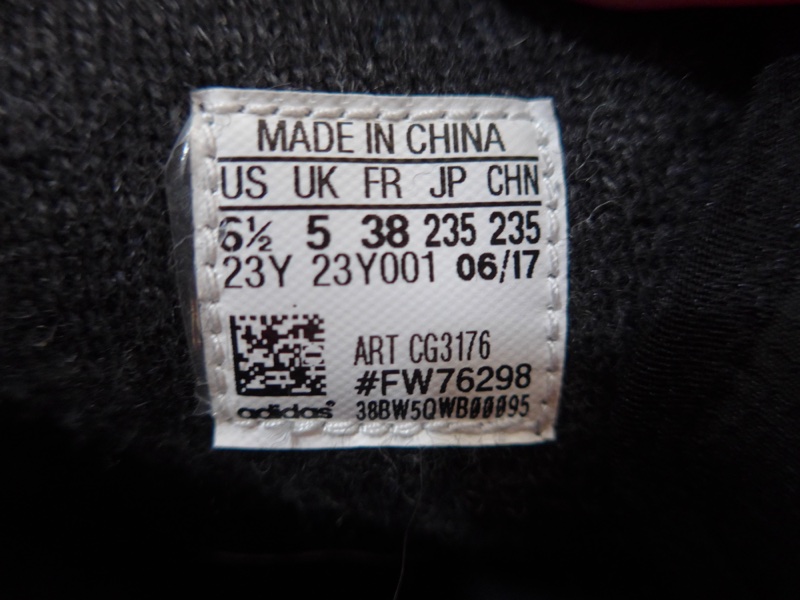 MADE IN CHINA
US UK FR JP CHN
6½ 5 38 235 235
23Y 23Y001 06/17
ART CG3176
#FW76298
adidas 38BW5QWB00095